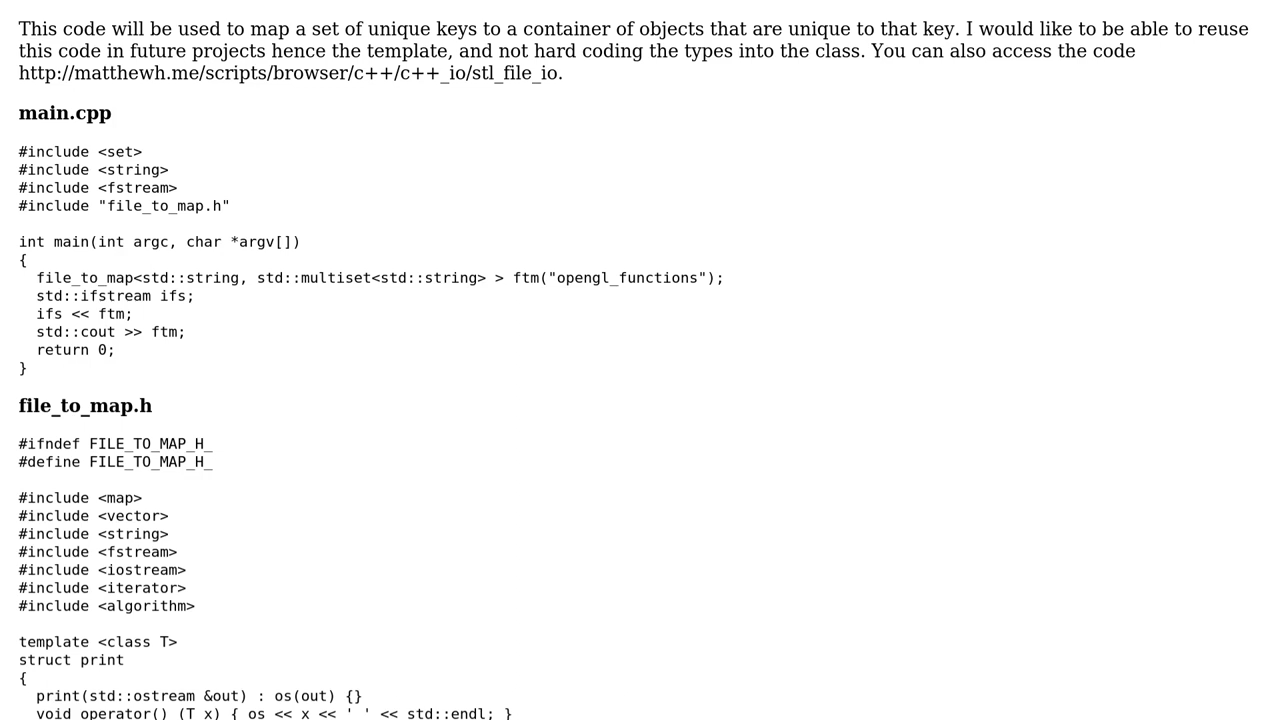 This code will be used to map a set of unique keys to a container of objects that are unique to that key. I would like to be able to reuse
this code in future projects hence the template, and not hard coding the types into the class. You can also access the code
http://matthewh.me/scripts/browser/c++/c++_io/stl_file_io.
main.cpp
#include <set>
#include <string>
#include <fstream>
#include "file_to_map.h"
int main(int argc, char *argv[])
{
  file_to_map<std::string, std::multiset<std::string> > ftm("opengl_functions");
  std::ifstream ifs;
  ifs << ftm;
  std::cout >> ftm;
  return 0;
}
file_to_map.h
#ifndef FILE_TO_MAP_H_
#define FILE_TO_MAP_H_
#include <map>
#include <vector>
#include <string>
#include <fstream>
#include <iostream>
#include <iterator>
#include <algorithm>
template <class T>
struct print
{
  print(std::ostream &out) : os(out) {}
  void operator() (T x) { os << x << ' ' << std::endl; }